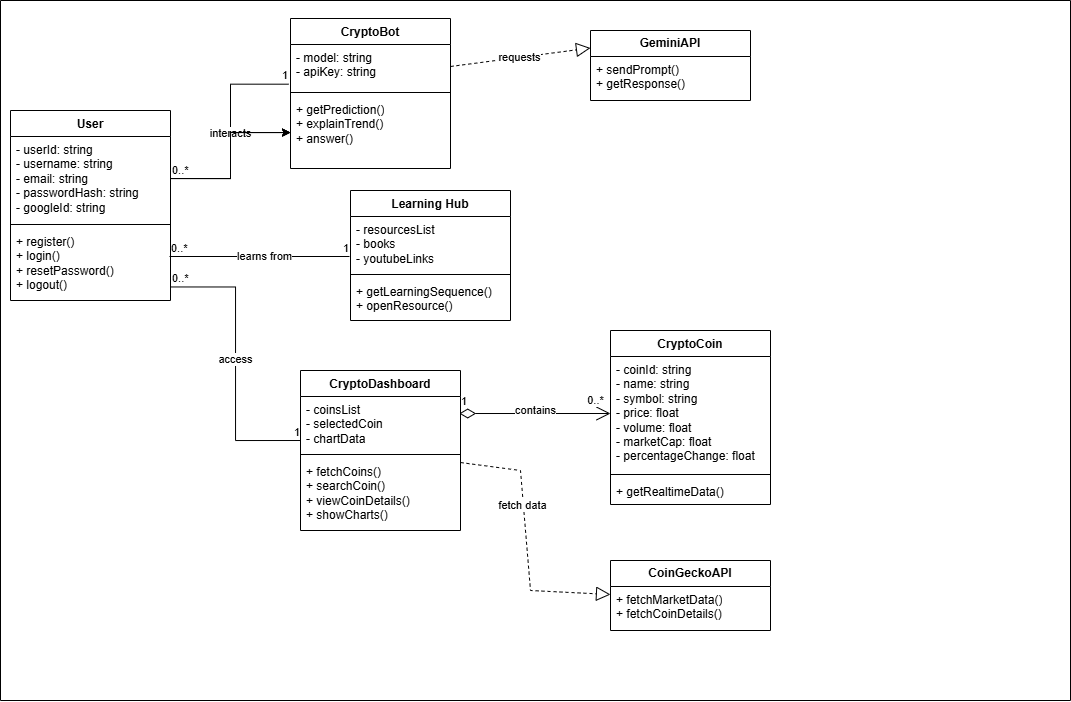 CryptoBot
- model: string
- apiKey: string
+ getPrediction()
+ explainTrend()
+ answer()
requests
GeminiAPI
+ sendPrompt()
+ getResponse()
1
interacts
0..*
User
- userId: string
- username: string
- email: string
- passwordHash: string
- googleId: string
+ register()
+ login()
+ resetPassword()
+ logout()
0..*
learns from
1
Learning Hub
- resourcesList
- books
- youtubeLinks
+ getLearningSequence()
+ openResource()
0..*
access
1
CryptoDashboard
- coinsList
- selectedCoin
- chartData
+ fetchCoins()
+ searchCoin()
+ viewCoinDetails()
+ showCharts()
1
contains
0..*
CryptoCoin
- coinId: string
- name: string
- symbol: string
- price: float
- volume: float
- marketCap: float
- percentageChange: float
+ getRealtimeData()
fetch data
CoinGeckoAPI
+ fetchMarketData()
+ fetchCoinDetails()